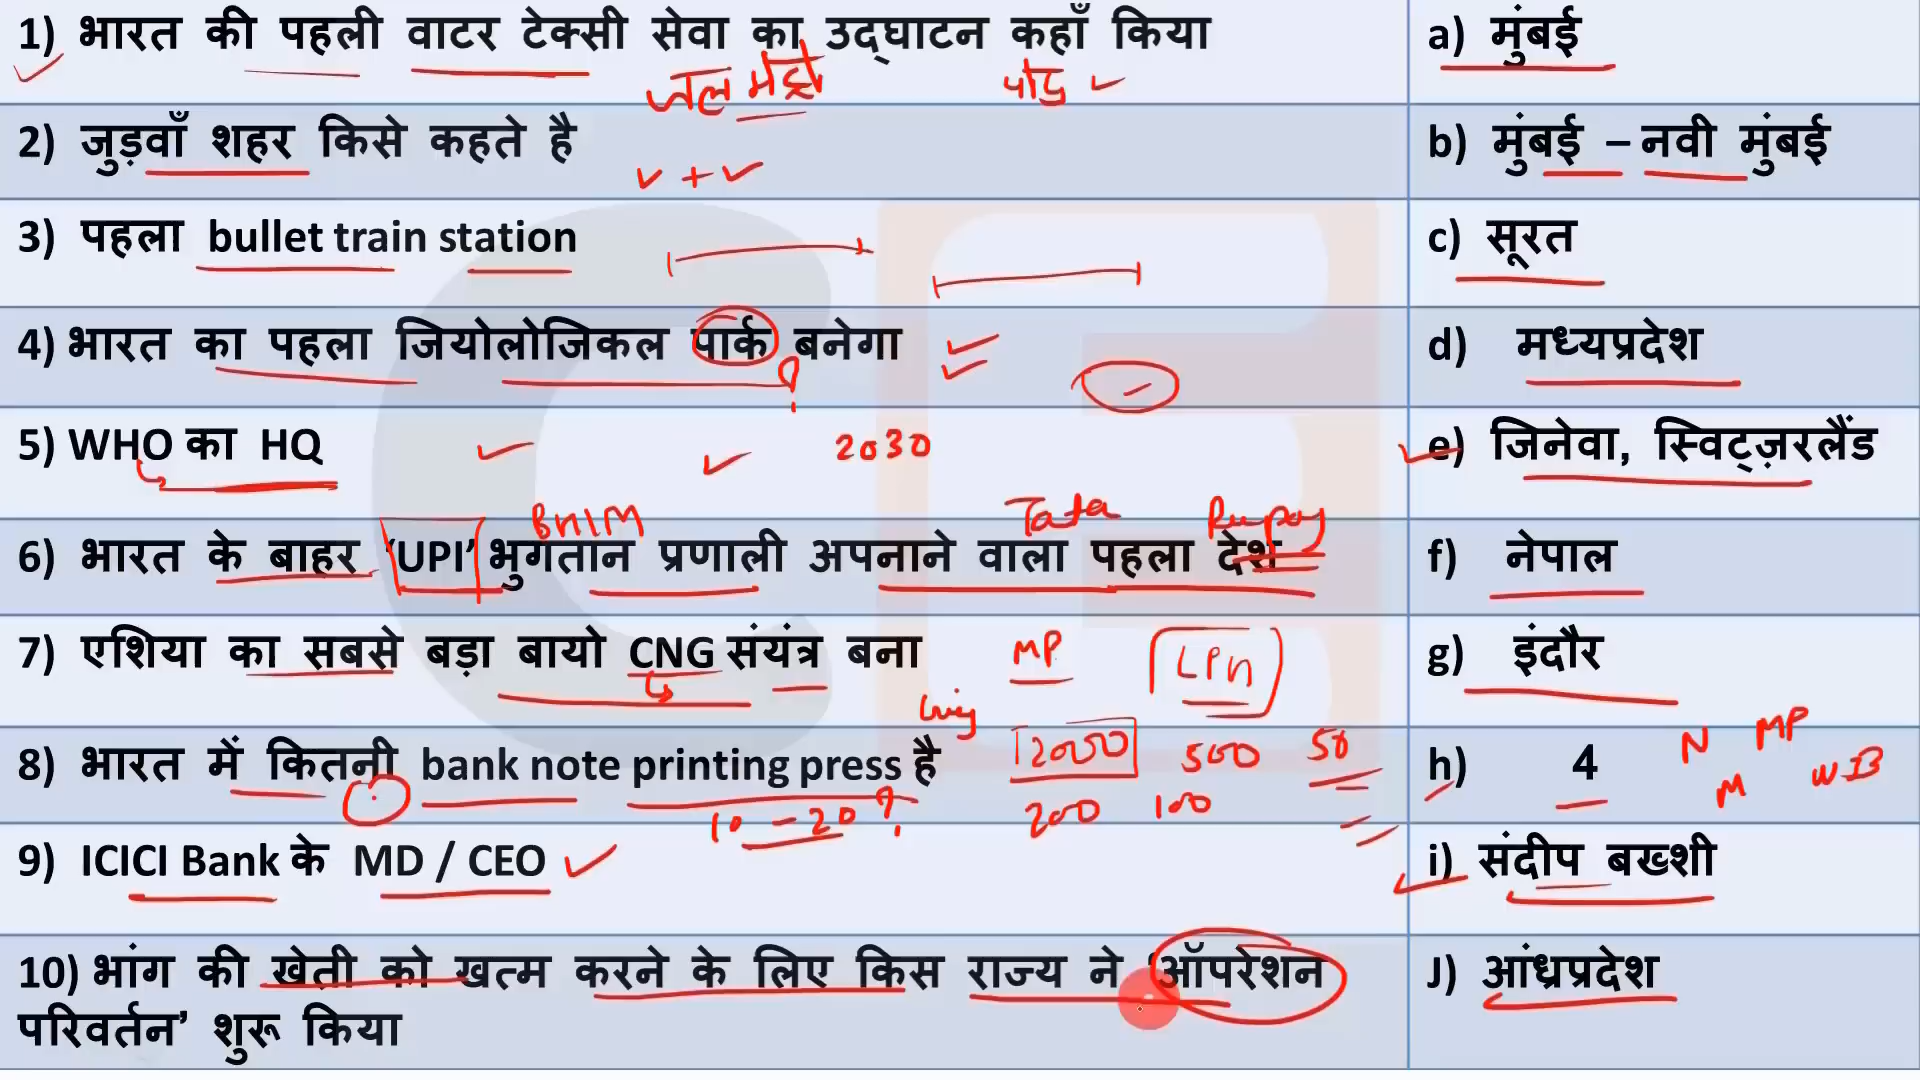 1) भारत की पहली वाटर टेक्सी सेवा का उद्घाटन कहाँ किया
a) मुंबई
जल मेट्रो
2) जुड़वाँ शहर किसे कहते है
b) मुंबई – नवी मुंबई
3) पहला bullet train station
c) सूरत
4) भारत का पहला जियोलोजिकल पार्क बनेगा
d) मध्यप्रदेश
5) WHO का HQ
2030
e) जिनेवा, स्विट्ज़रलैंड
BHIM Tata Rupay
6) भारत के बाहर ‘UPI’ भुगतान प्रणाली अपनाने वाला पहला देश
f) नेपाल
7) एशिया का सबसे बड़ा बायो CNG संयंत्र बना
MP
g) इंदौर
8) भारत में कितनी bank note printing press है
2000 500 50
h) 4
N MP
M WB
10 – 20 ?
200 100
9) ICICI Bank के MD / CEO
i) संदीप बख्शी
10) भांग की खेती को खत्म करने के लिए किस राज्य ने ‘ऑपरेशन
परिवर्तन’ शुरू किया
J) आंध्रप्रदेश